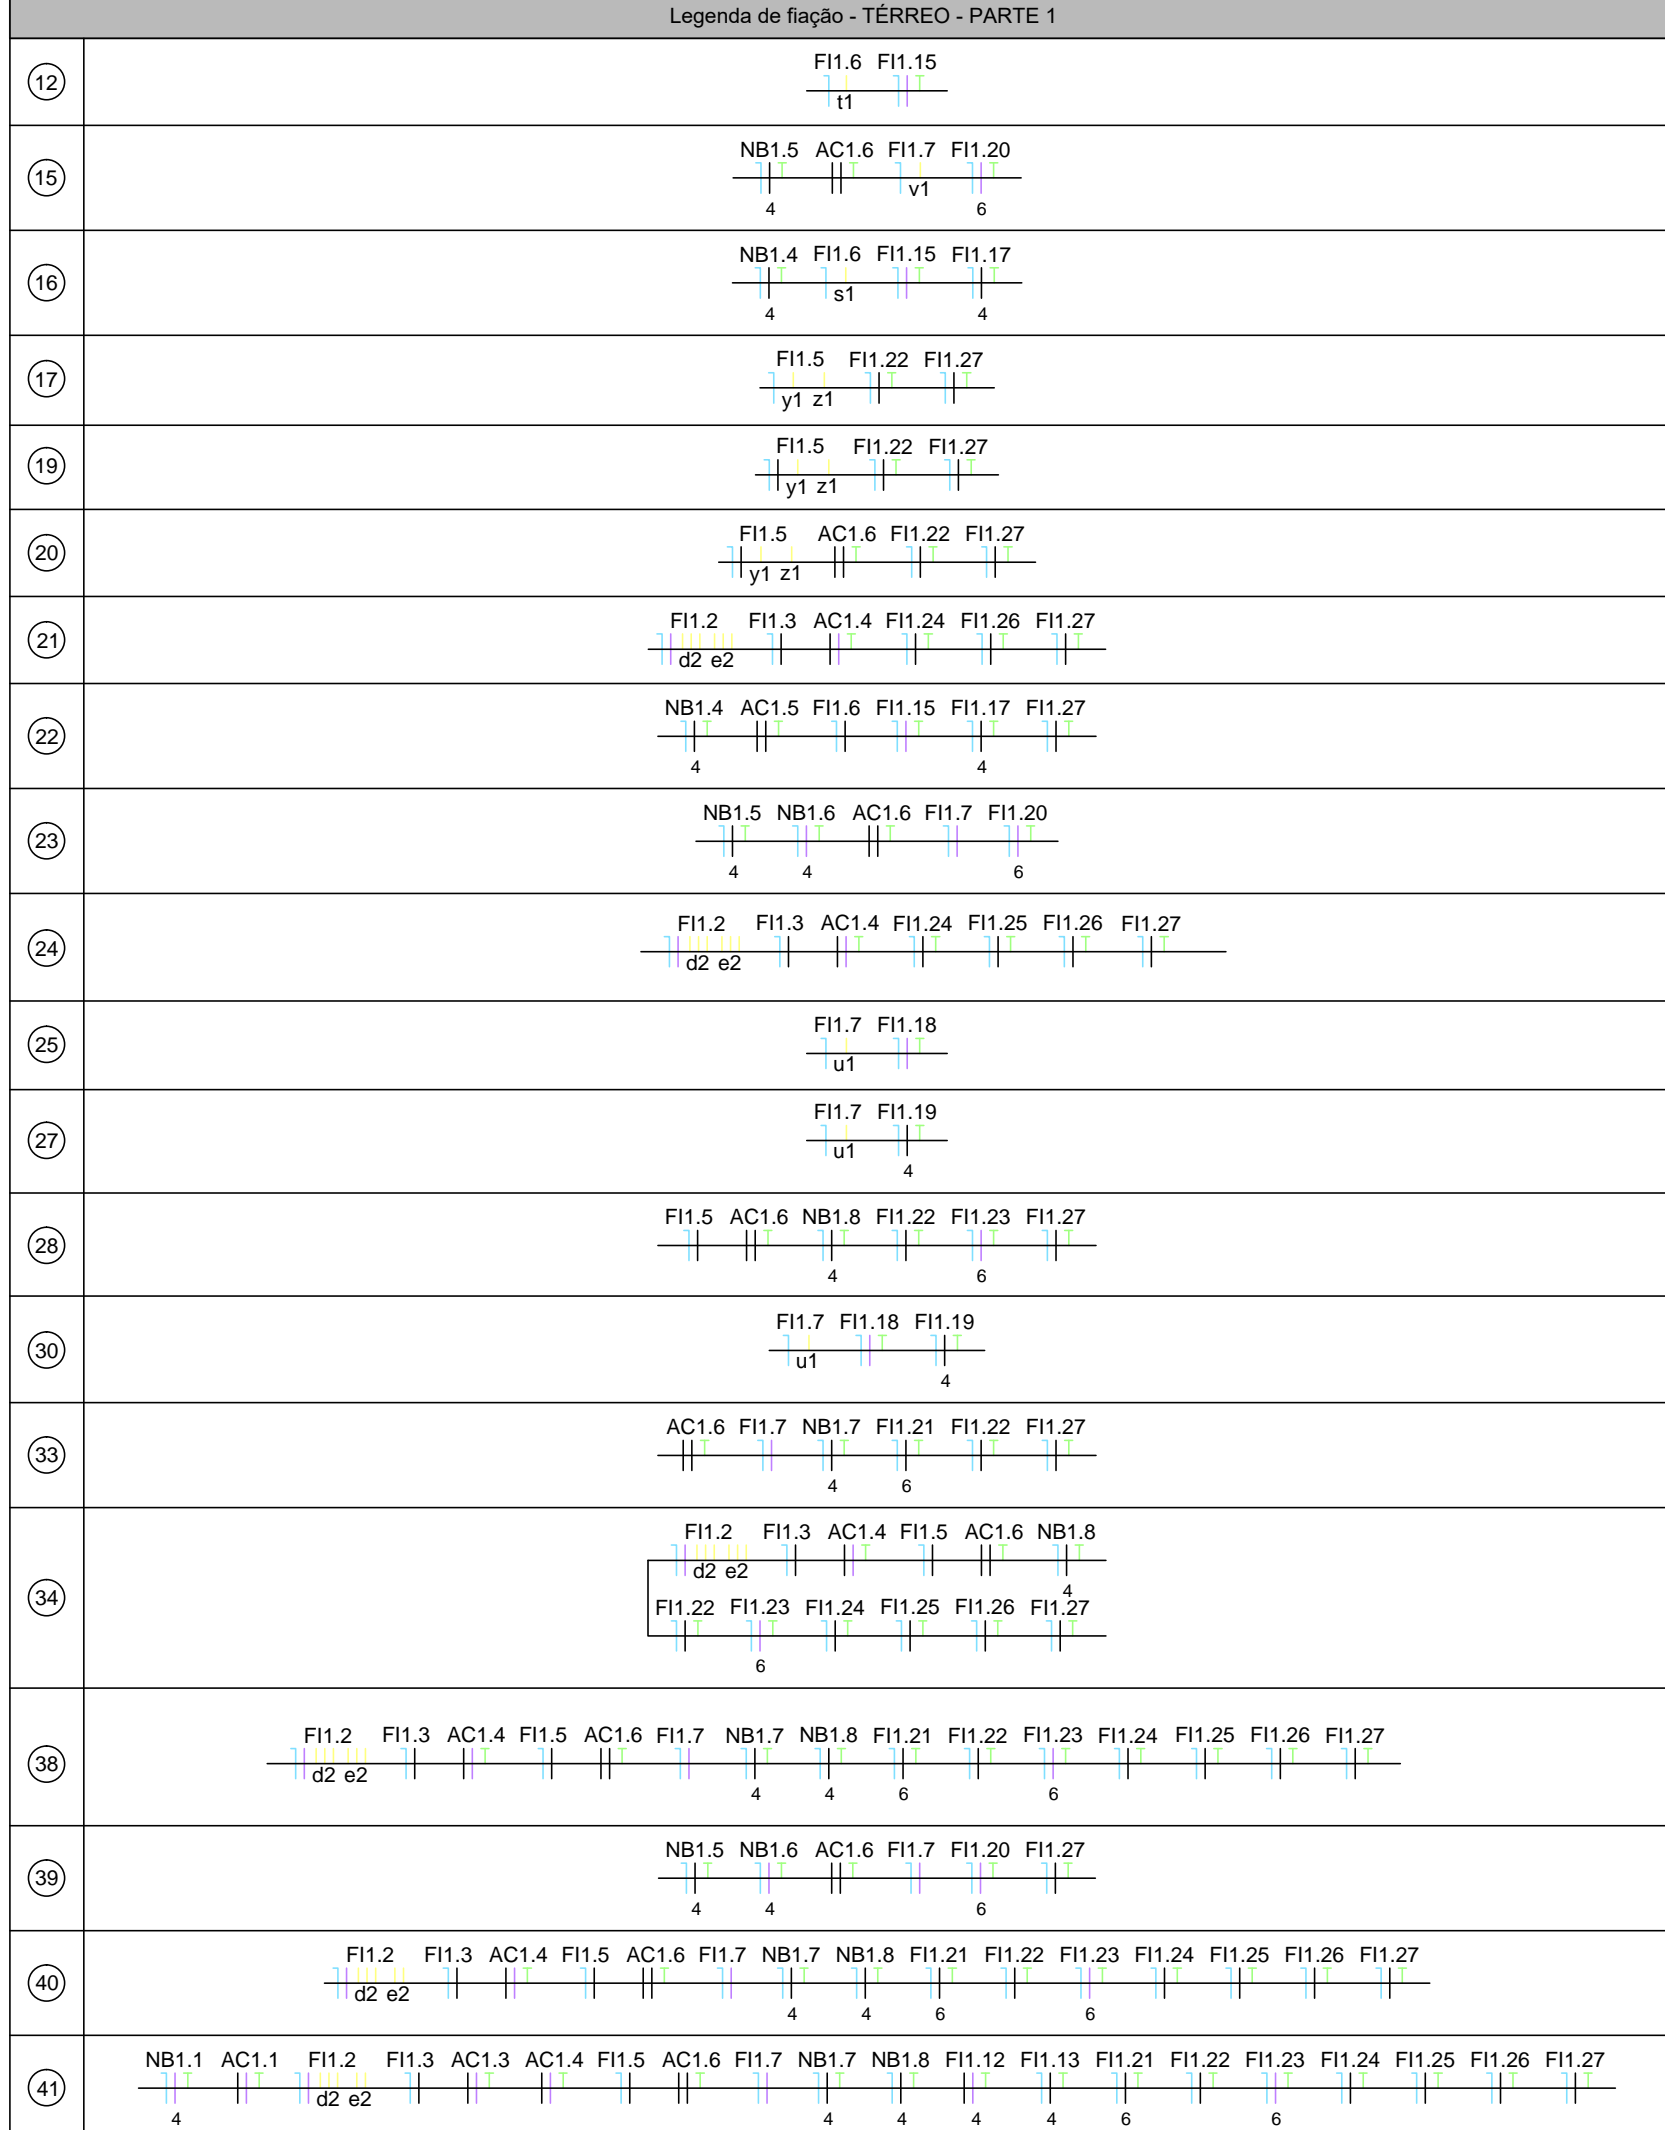 Legenda de fiação - TÉRREO - PARTE 1
12
FI1.6 FI1.15
t1
15
NB1.5 AC1.6 FI1.7 FI1.20
v1
4 6
16
NB1.4 FI1.6 FI1.15 FI1.17
s1
4 4
17
FI1.5 FI1.22 FI1.27
y1 z1
19
FI1.5 FI1.22 FI1.27
y1 z1
20
FI1.5 AC1.6 FI1.22 FI1.27
y1 z1
21
FI1.2 FI1.3 AC1.4 FI1.24 FI1.26 FI1.27
d2 e2
22
NB1.4 AC1.5 FI1.6 FI1.15 FI1.17 FI1.27
4 4
23
NB1.5 NB1.6 AC1.6 FI1.7 FI1.20
4 4 6
24
FI1.2 FI1.3 AC1.4 FI1.24 FI1.25 FI1.26 FI1.27
d2 e2
25
FI1.7 FI1.18
u1
27
FI1.7 FI1.19
u1
4
28
FI1.5 AC1.6 NB1.8 FI1.22 FI1.23 FI1.27
4 6
30
FI1.7 FI1.18 FI1.19
u1
4
33
AC1.6 FI1.7 NB1.7 FI1.21 FI1.22 FI1.27
4 6
34
FI1.2 FI1.3 AC1.4 FI1.5 AC1.6 NB1.8
d2 e2
4
FI1.22 FI1.23 FI1.24 FI1.25 FI1.26 FI1.27
6
38
FI1.2 FI1.3 AC1.4 FI1.5 AC1.6 FI1.7 NB1.7 NB1.8 FI1.21 FI1.22 FI1.23 FI1.24 FI1.25 FI1.26 FI1.27
d2 e2
4 4 6 6
39
NB1.5 NB1.6 AC1.6 FI1.7 FI1.20 FI1.27
4 4 6
40
FI1.2 FI1.3 AC1.4 FI1.5 AC1.6 FI1.7 NB1.7 NB1.8 FI1.21 FI1.22 FI1.23 FI1.24 FI1.25 FI1.26 FI1.27
d2 e2
4 4 6 6
41
NB1.1 AC1.1 FI1.2 FI1.3 AC1.3 AC1.4 FI1.5 AC1.6 FI1.7 NB1.7 NB1.8 FI1.12 FI1.13 FI1.21 FI1.22 FI1.23 FI1.24 FI1.25 FI1.26 FI1.27
d2 e2
4 4 4 4 4 6 6